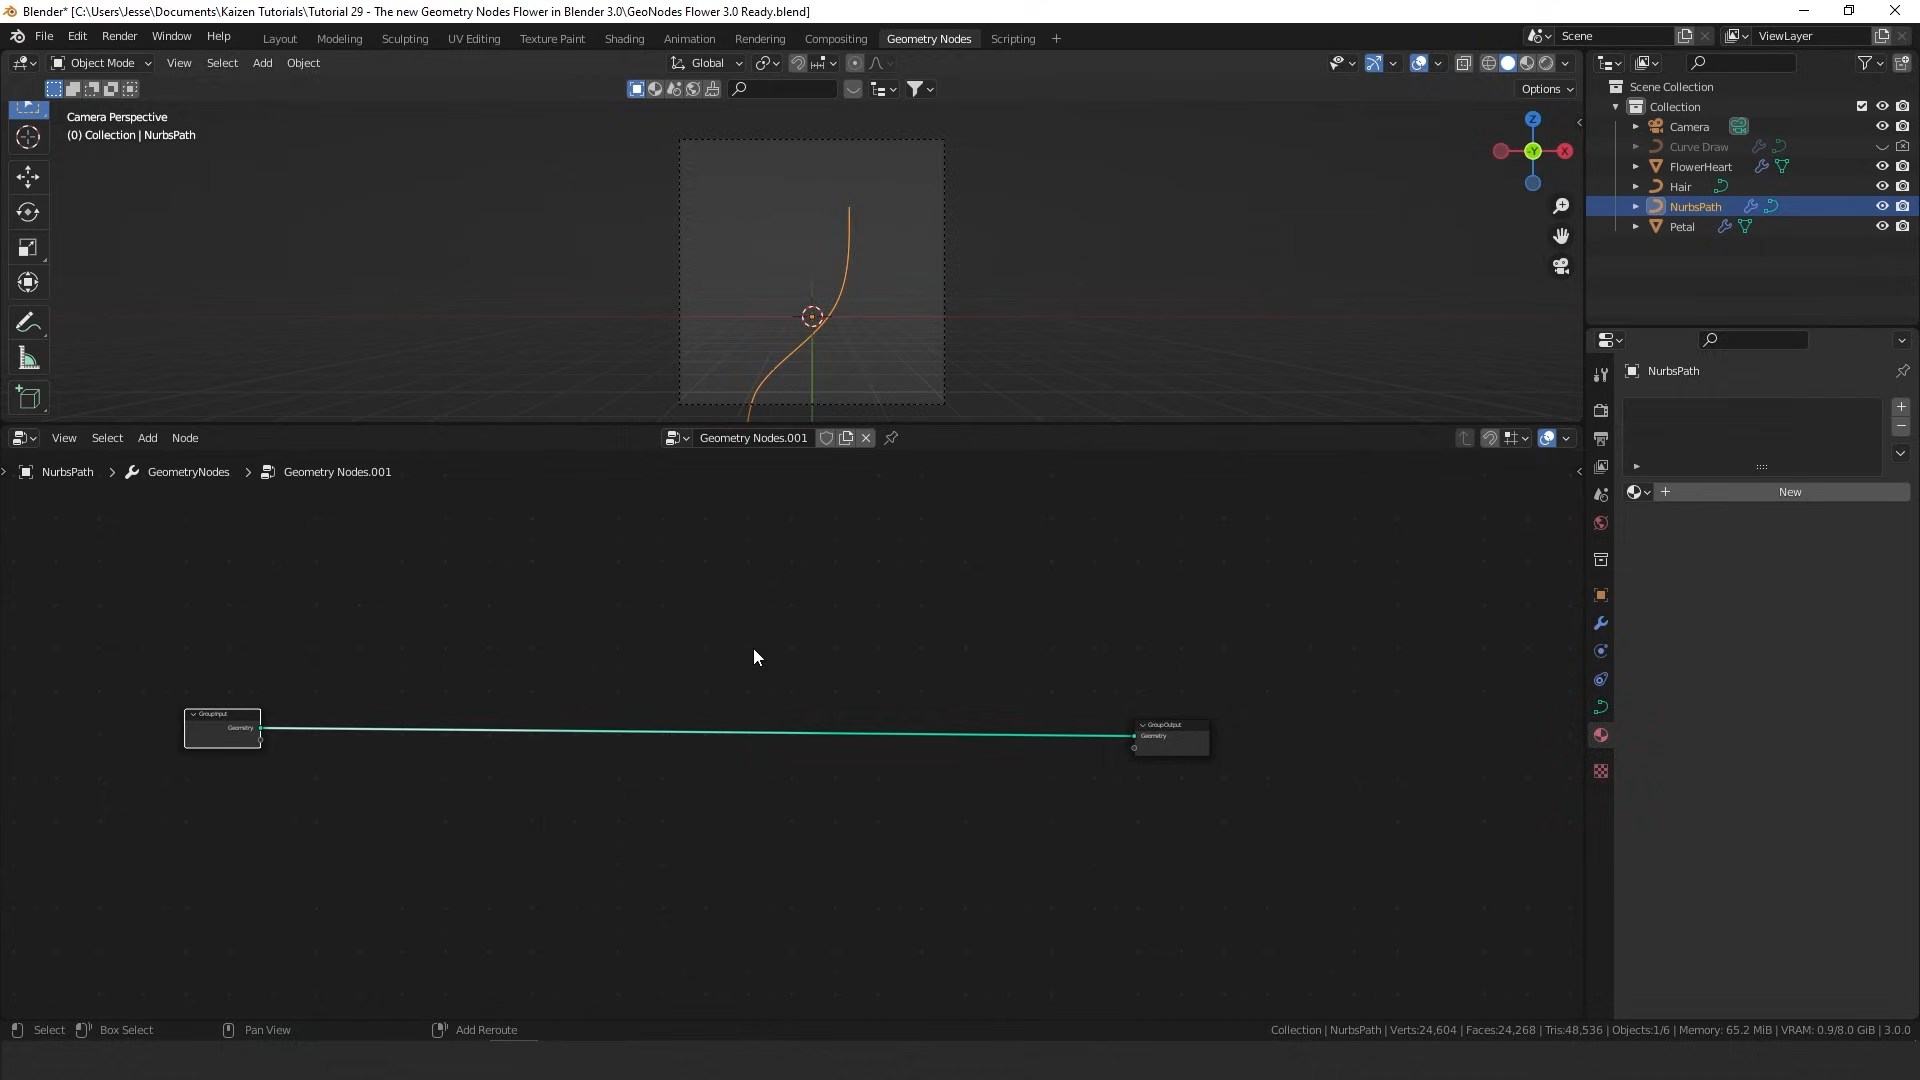 Blender* [C:\Users\Jesse\Documents\Kaizen Tutorials\Tutorial 29 - The new Geometry Nodes Flower in Blender 3.0\GeoNodes Flower 3.0 Ready.blend]
File Edit Render Window Help Layout Modeling Sculpting UV Editing Texture Paint Shading Animation Rendering Compositing Geometry Nodes Scripting Scene ViewLayer
Object Mode View Select Add Object Global
Options
Camera Perspective
(0) Collection | NurbsPath
Z
-Y
X
Scene Collection
Collection
Camera
Curve Draw
FlowerHeart
Hair
NurbsPath
Petal
NurbsPath
New
View Select Add Node Geometry Nodes.001
NurbsPath GeometryNodes Geometry Nodes.001
Group Input
Geometry
Group Output
Geometry
Select Box Select Pan View Add Reroute Collection | NurbsPath | Verts:24,604 | Faces:24,268 | Tris:48,536 | Objects:1/6 | Memory: 65.2 MiB | VRAM: 0.9/8.0 GiB | 3.0.0